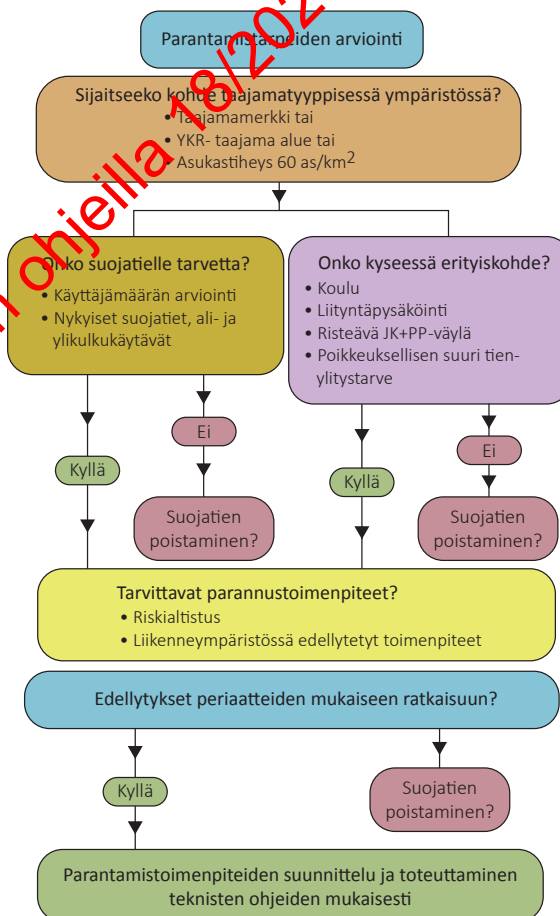 Parantamistarpeiden arviointi
Sijaitseeko kohde taajamatyyppisessä ympäristössä?
• Taajamamerkki tai
• YKR- taajama alue tai
• Asukastiheys 60 as/km²
n ohjeilla 18/202
Onko suojatielle tarvetta?
• Käyttäjämäärän arviointi
• Nykyiset suojatiet, ali- ja
ylikulkukäytävät
Onko kyseessä erityiskohde?
• Koulu
• Liityntäpysäköinti
• Risteävä JK+PP-väylä
• Poikkeuksellisen suuri tien-
ylitystarve
Kyllä
Ei
Suojatien
poistaminen?
Kyllä
Ei
Suojatien
poistaminen?
Tarvittavat parannustoimenpiteet?
• Riskialtistus
• Liikenneympäristössä edellytetyt toimenpiteet
Edellytykset periaatteiden mukaiseen ratkaisuun?
Kyllä
Suojatien
poistaminen?
Parantamistoimenpiteiden suunnittelu ja toteuttaminen
teknisten ohjeiden mukaisesti